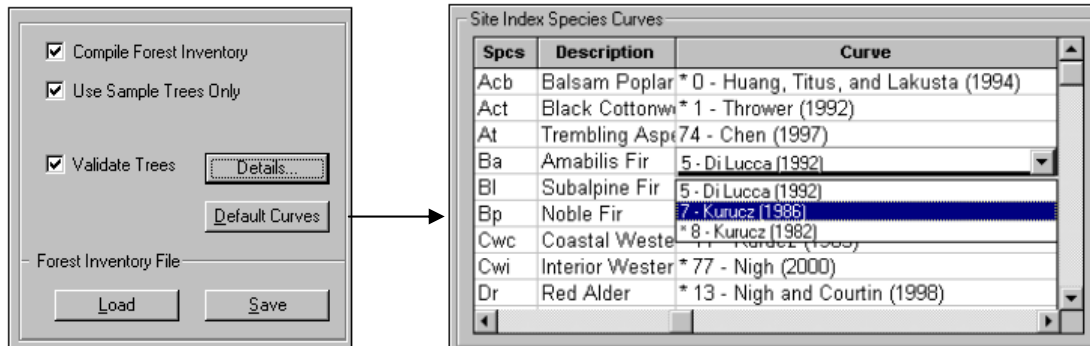 Compile Forest Inventory
Use Sample Trees Only
Validate Trees Details...
Default Curves
Forest Inventory File
Load Save
Site Index Species Curves
Spcs Description Curve
Acb Balsam Poplar * 0 - Huang, Titus, and Lakusta (1994)
Act Black Cottonw * 1 - Thrower (1992)
At Trembling Aspe 74 - Chen (1997)
Ba Amabilis Fir 5 - Di Lucca (1992)
Bl Subalpine Fir 5 - Di Lucca (1992)
Bp Noble Fir 7 - Kurucz (1986)
* 8 - Kurucz (1982)
Cwc Coastal Weste
Cwi Interior Wester * 77 - Nigh (2000)
Dr Red Alder * 13 - Nigh and Courtin (1998)